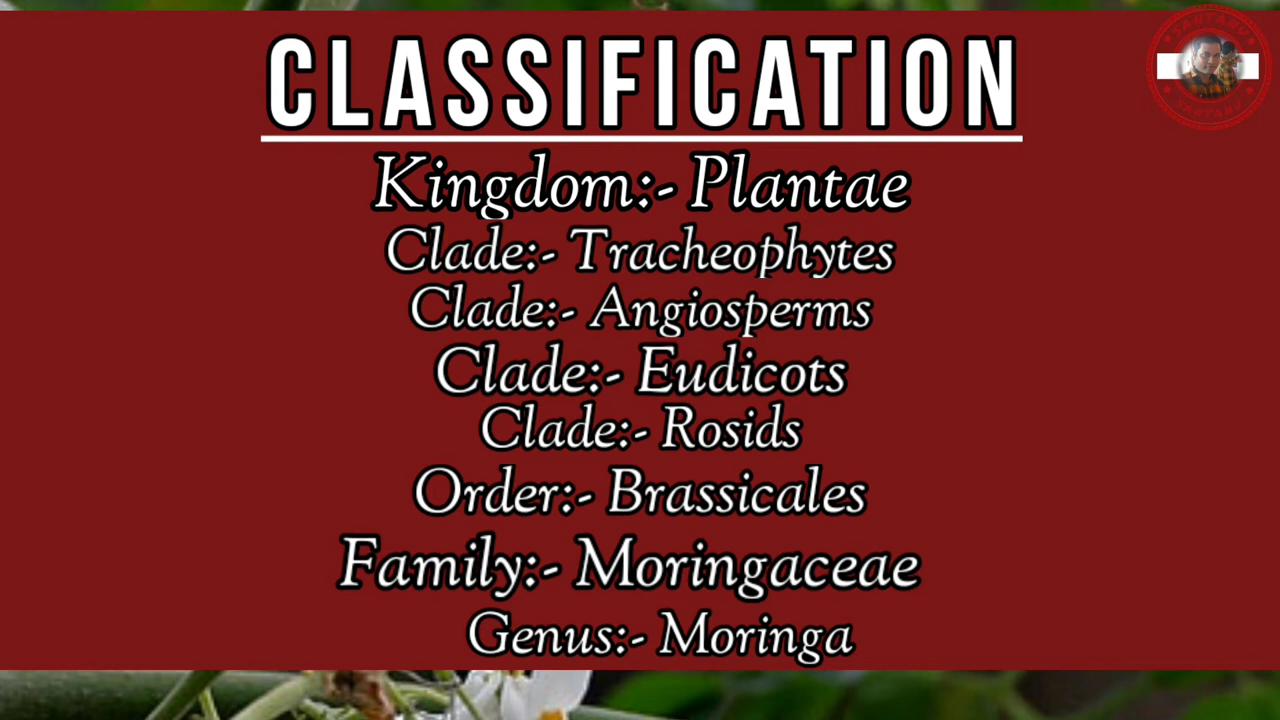 CLASSIFICATION
Kingdom:- Plantae
Clade:- Tracheophytes
Clade:- Angiosperms
Clade:- Eudicots
Clade:- Rosids
Order:- Brassicales
Family:- Moringaceae
Genus:- Moringa